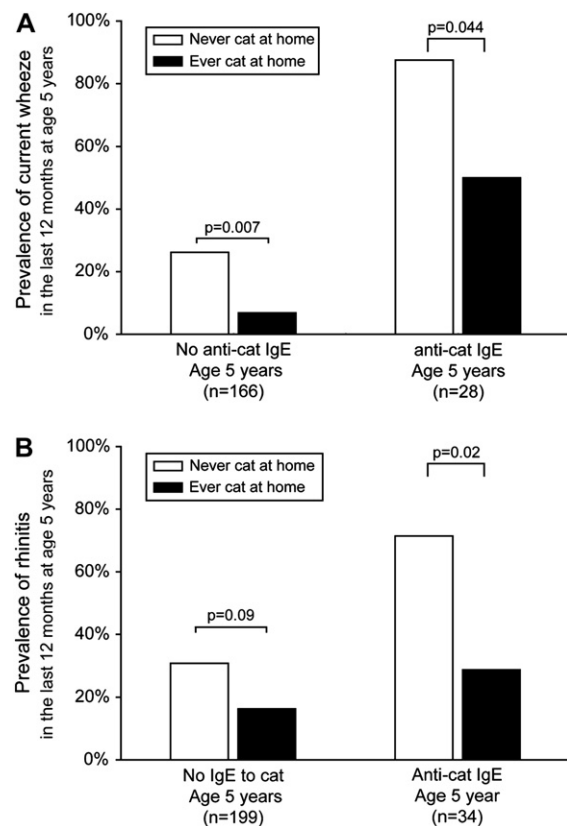 A
Prevalence of current wheeze
in the last 12 months at age 5 years
100%
80%
60%
40%
20%
0%
Never cat at home
Ever cat at home
p=0.007
p=0.044
No anti-cat IgE
Age 5 years
(n=166)
anti-cat IgE
Age 5 years
(n=28)
B
Prevalence of rhinitis
in the last 12 months at age 5 years
100%
80%
60%
40%
20%
0%
Never cat at home
Ever cat at home
p=0.09
p=0.02
No IgE to cat
Age 5 years
(n=199)
Anti-cat IgE
Age 5 year
(n=34)